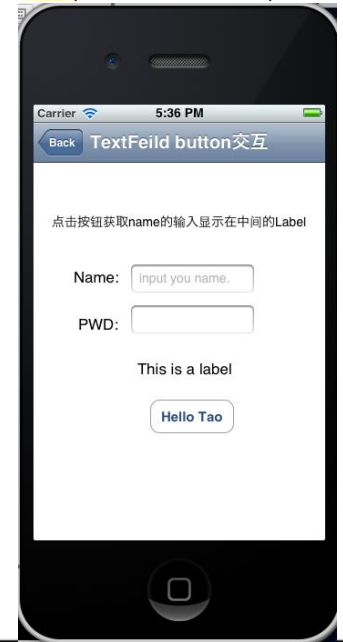 Carrier 5:36 PM
Back TextFeild button交互
点击按钮获取name的输入显示在中间的Label
Name: input you name.
PWD:
This is a label
Hello Tao